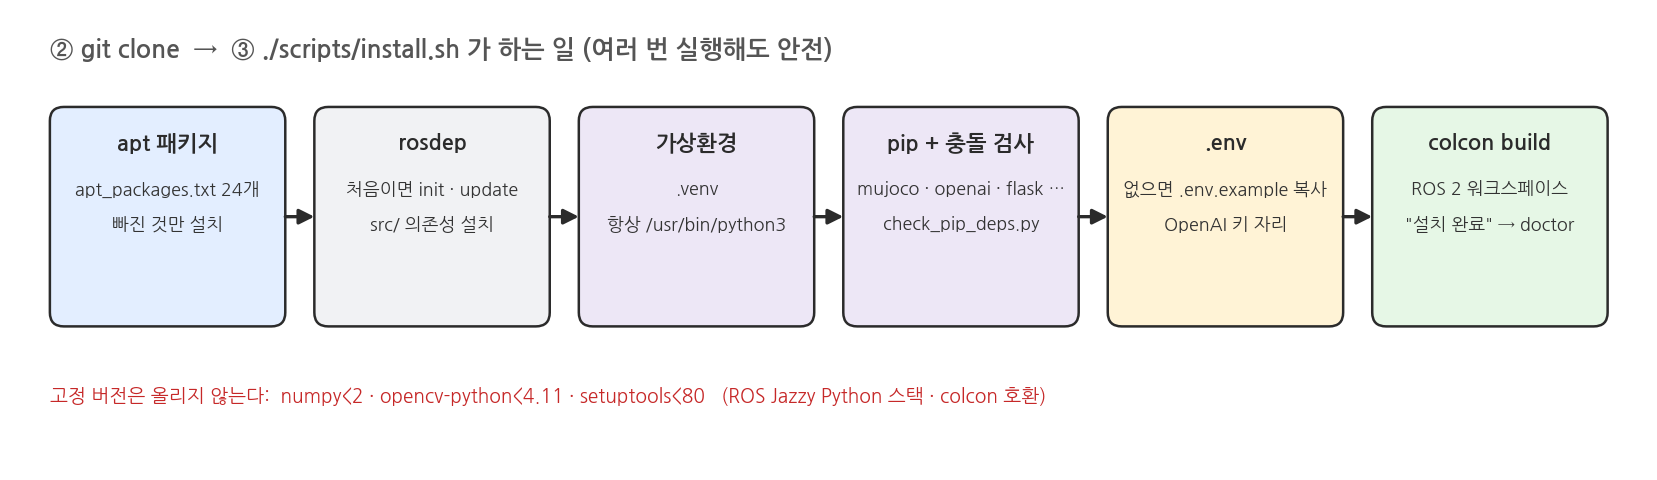 ② git clone → ③ ./scripts/install.sh 가 하는 일 (여러 번 실행해도 안전)
apt 패키지
apt_packages.txt 24개
빠진 것만 설치
rosdep
처음이면 init · update
src/ 의존성 설치
가상환경
.venv
항상 /usr/bin/python3
pip + 충돌 검사
mujoco · openai · flask ···
check_pip_deps.py
.env
없으면 .env.example 복사
OpenAI 키 자리
colcon build
ROS 2 워크스페이스
"설치 완료" → doctor
고정 버전은 올리지 않는다: numpy<2 · opencv-python<4.11 · setuptools<80 (ROS Jazzy Python 스택 · colcon 호환)